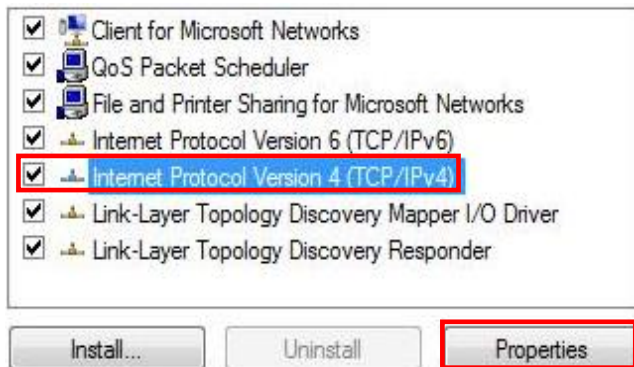 Client for Microsoft Networks
QoS Packet Scheduler
File and Printer Sharing for Microsoft Networks
Internet Protocol Version 6 (TCP/IPv6)
Internet Protocol Version 4 (TCP/IPv4)
Link-Layer Topology Discovery Mapper I/O Driver
Link-Layer Topology Discovery Responder
Install... Uninstall Properties